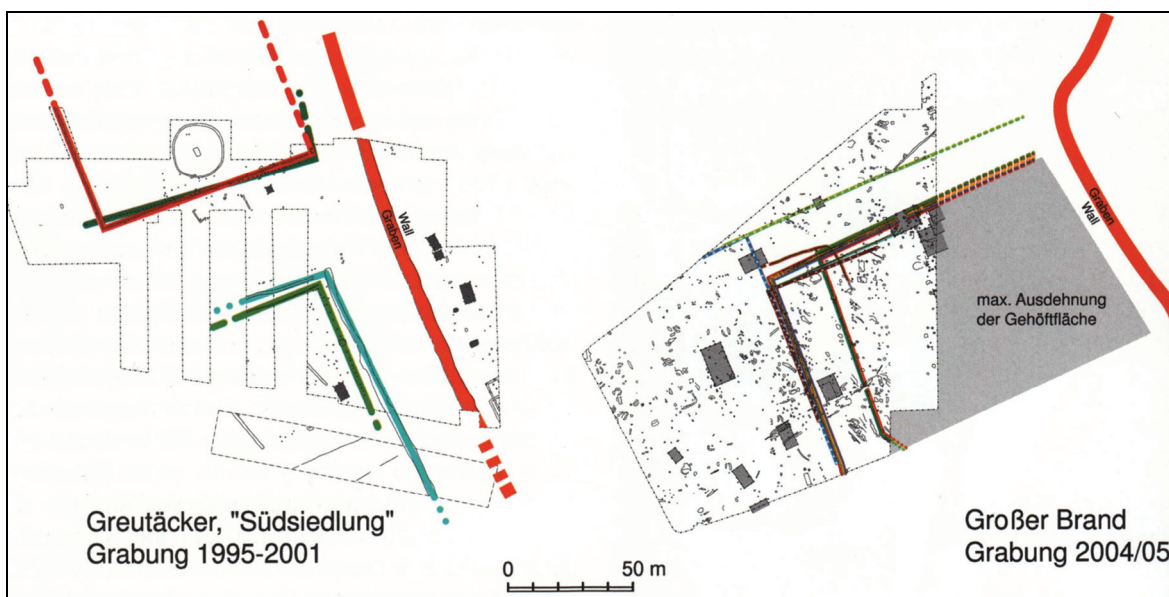 Wall
Graben
Graben
Wall
max. Ausdehnung
der Gehöftfläche
Greutäcker, "Südsiedlung"
Grabung 1995-2001
0 50 m
Großer Brand
Grabung 2004/05